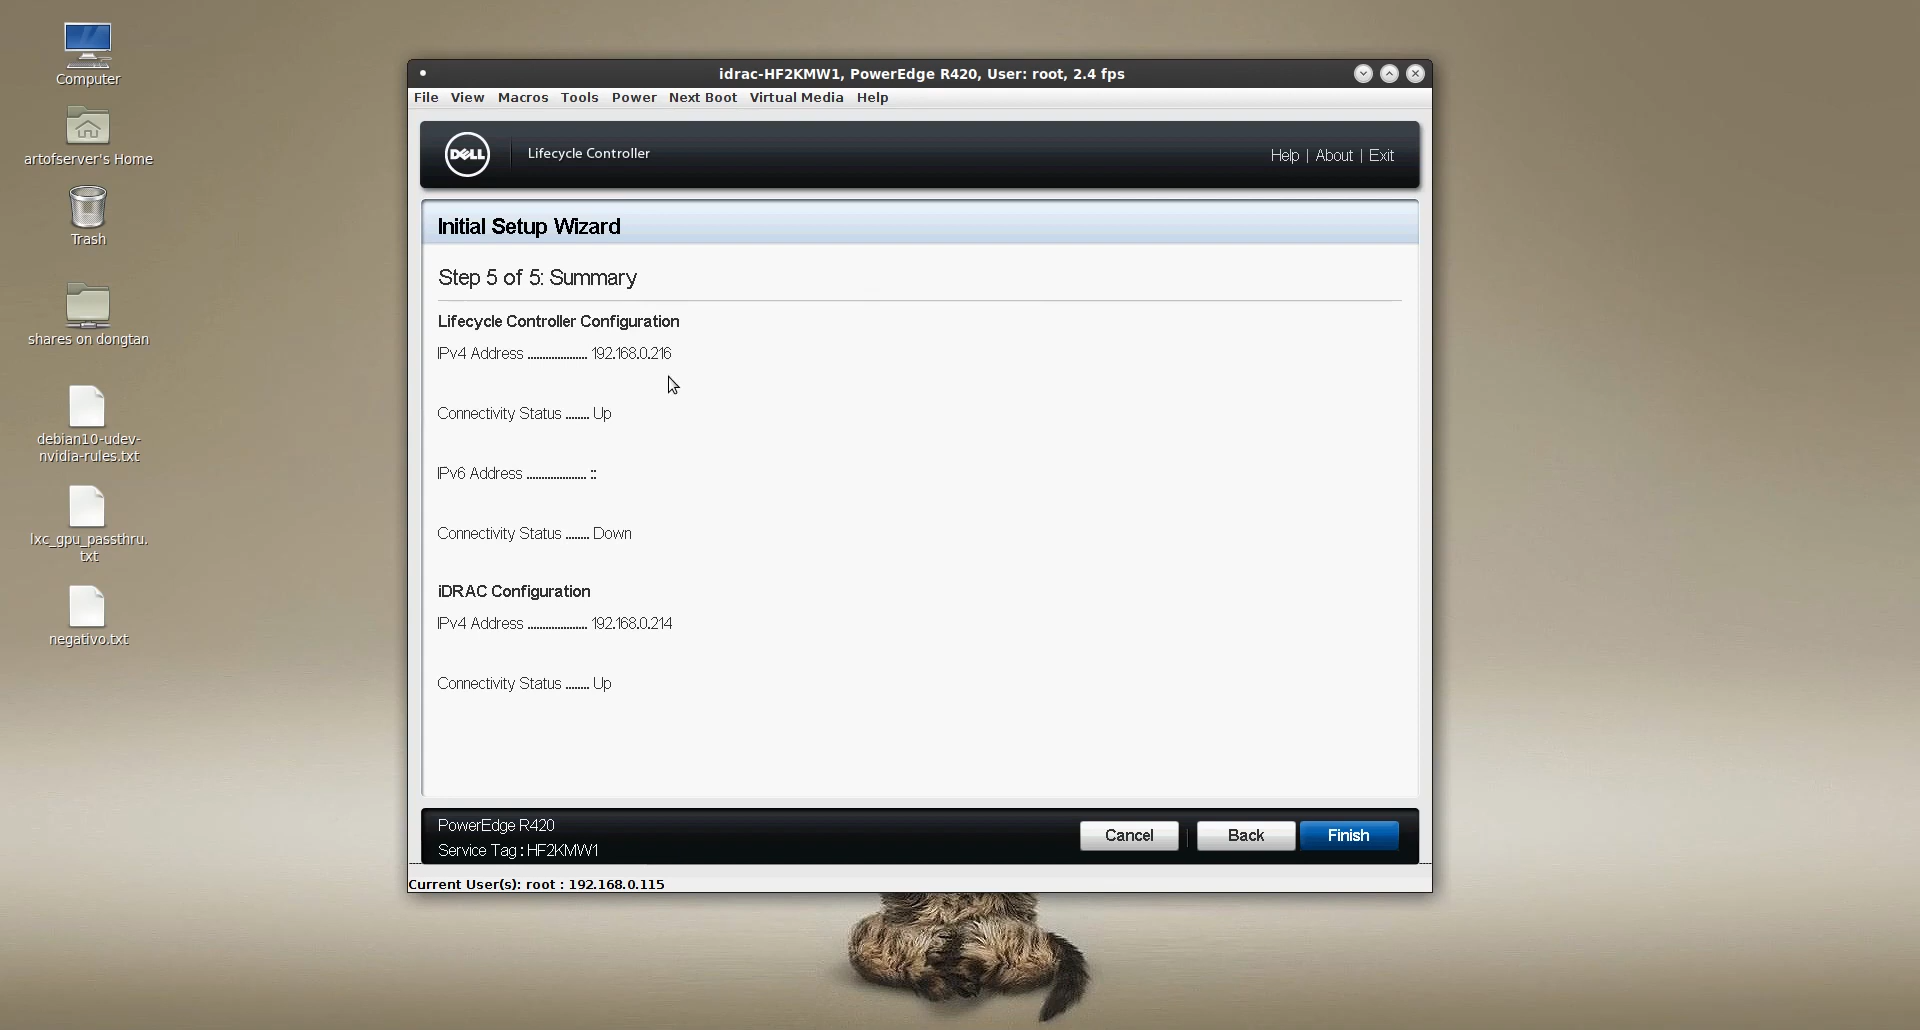 Computer
artofserver's Home
Trash
shares on dongtan
debian10-udev-
nvidia-rules.txt
lxc_gpu_passthru.
txt
negativo.txt
idrac-HF2KMW1, PowerEdge R420, User: root, 2.4 fps
File View Macros Tools Power Next Boot Virtual Media Help
DELL
Lifecycle Controller
Help | About | Exit
Initial Setup Wizard
Step 5 of 5: Summary
Lifecycle Controller Configuration
IPv4 Address .................... 192.168.0.216
Connectivity Status ........ Up
IPv6 Address .................... ::
Connectivity Status ........ Down
iDRAC Configuration
IPv4 Address .................... 192.168.0.214
Connectivity Status ........ Up
PowerEdge R420
Service Tag : HF2KMW1
Cancel
Back
Finish
Current User(s): root : 192.168.0.115